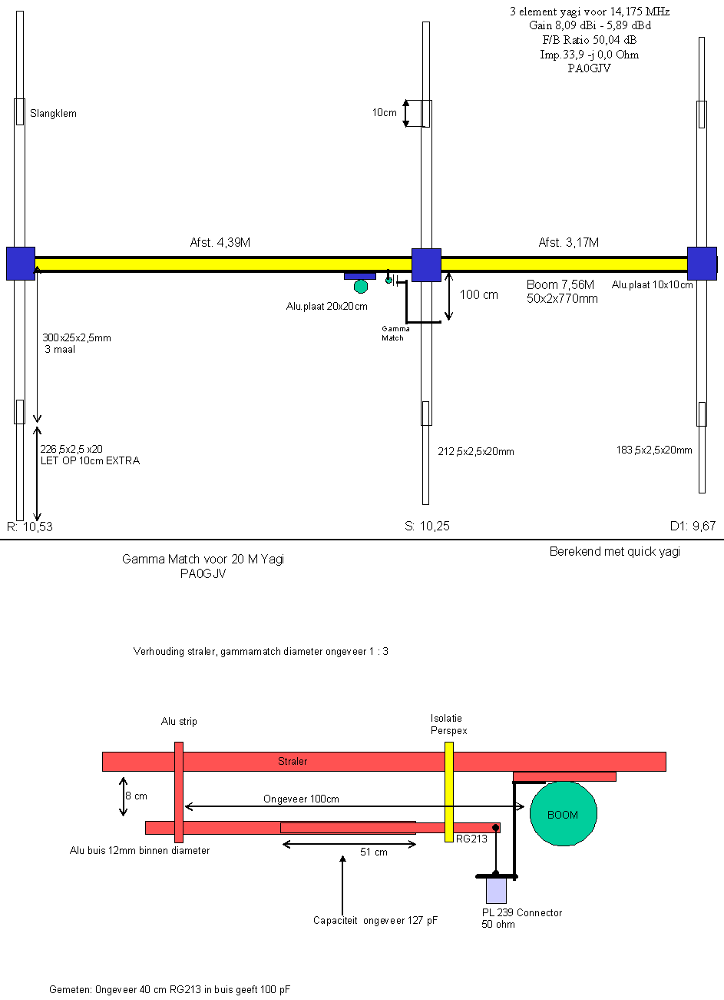 3 element yagi voor 14,175 MHz
Gain 8,09 dBi - 5,89 dBd
F/B Ratio 50,04 dB
Imp.33,9 -j 0,0 Ohm
PA0GJV
Slangklem
10cm
Afst. 4,39M
Afst. 3,17M
Boom 7,56M
50x2x770mm
Alu.plaat 10x10cm
100 cm
Alu.plaat 20x20cm
Gamma
Match
300x25x2,5mm
3 maal
226,5x2,5 x20
LET OP 10cm EXTRA
212,5x2,5x20mm
183,5x2,5x20mm
R: 10,53
S: 10,25
D1: 9,67
Gamma Match voor 20 M Yagi
PA0GJV
Berekend met quick yagi
Verhouding straler, gammamatch diameter ongeveer 1 : 3
Alu strip
Isolatie
Perspex
Straler
8 cm
Ongeveer 100cm
BOOM
RG213
Alu buis 12mm binnen diameter
51 cm
PL 239 Connector
50 ohm
Capaciteit ongeveer 127 pF
Gemeten: Ongeveer 40 cm RG213 in buis geeft 100 pF